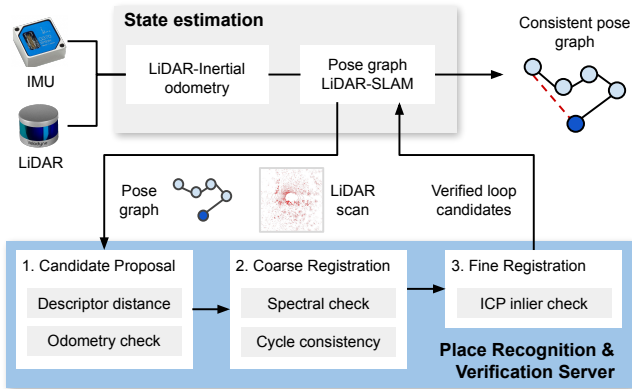 State estimation
Consistent pose
graph
IMU
LiDAR
LiDAR-Inertial
odometry
Pose graph
LiDAR-SLAM
Pose
graph
LiDAR
scan
Verified loop
candidates
1. Candidate Proposal
Descriptor distance
Odometry check
2. Coarse Registration
Spectral check
Cycle consistency
3. Fine Registration
ICP inlier check
Place Recognition &
Verification Server